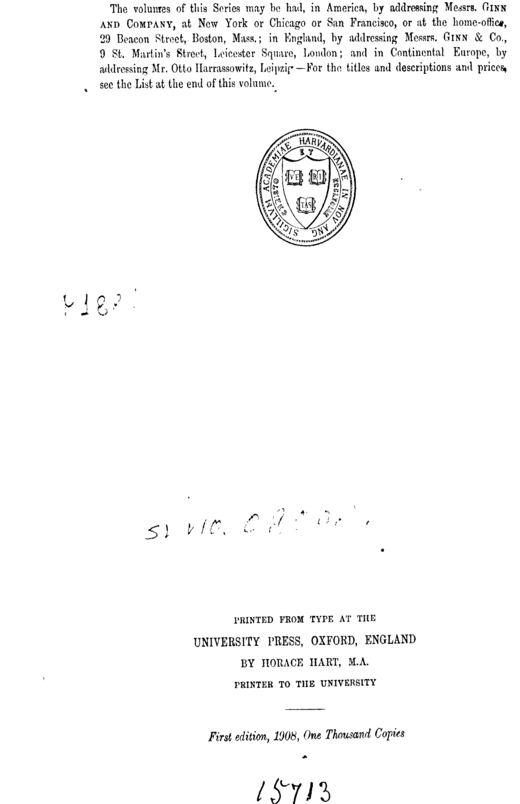 The volumes of this Series may be had, in America, by addressing Messrs. GINN
AND COMPANY, at New York or Chicago or San Francisco, or at the home-office,
29 Beacon Street, Boston, Mass.; in England, by addressing Messrs. GINN & Co.,
9 St. Martin's Street, Leicester Square, London; and in Continental Europe, by
addressing Mr. Otto Harrassowitz, Leipzig—For the titles and descriptions and prices,
see the List at the end of this volume.
SIGILLVM ACADEMIAE HARVARDIANAE IN NOV ANG
CHRISTO ET ECCLESIAE
VE RI
TAS
PRINTED FROM TYPE AT THE
UNIVERSITY PRESS, OXFORD, ENGLAND
BY HORACE HART, M.A.
PRINTER TO THE UNIVERSITY
First edition, 1908, One Thousand Copies
15713